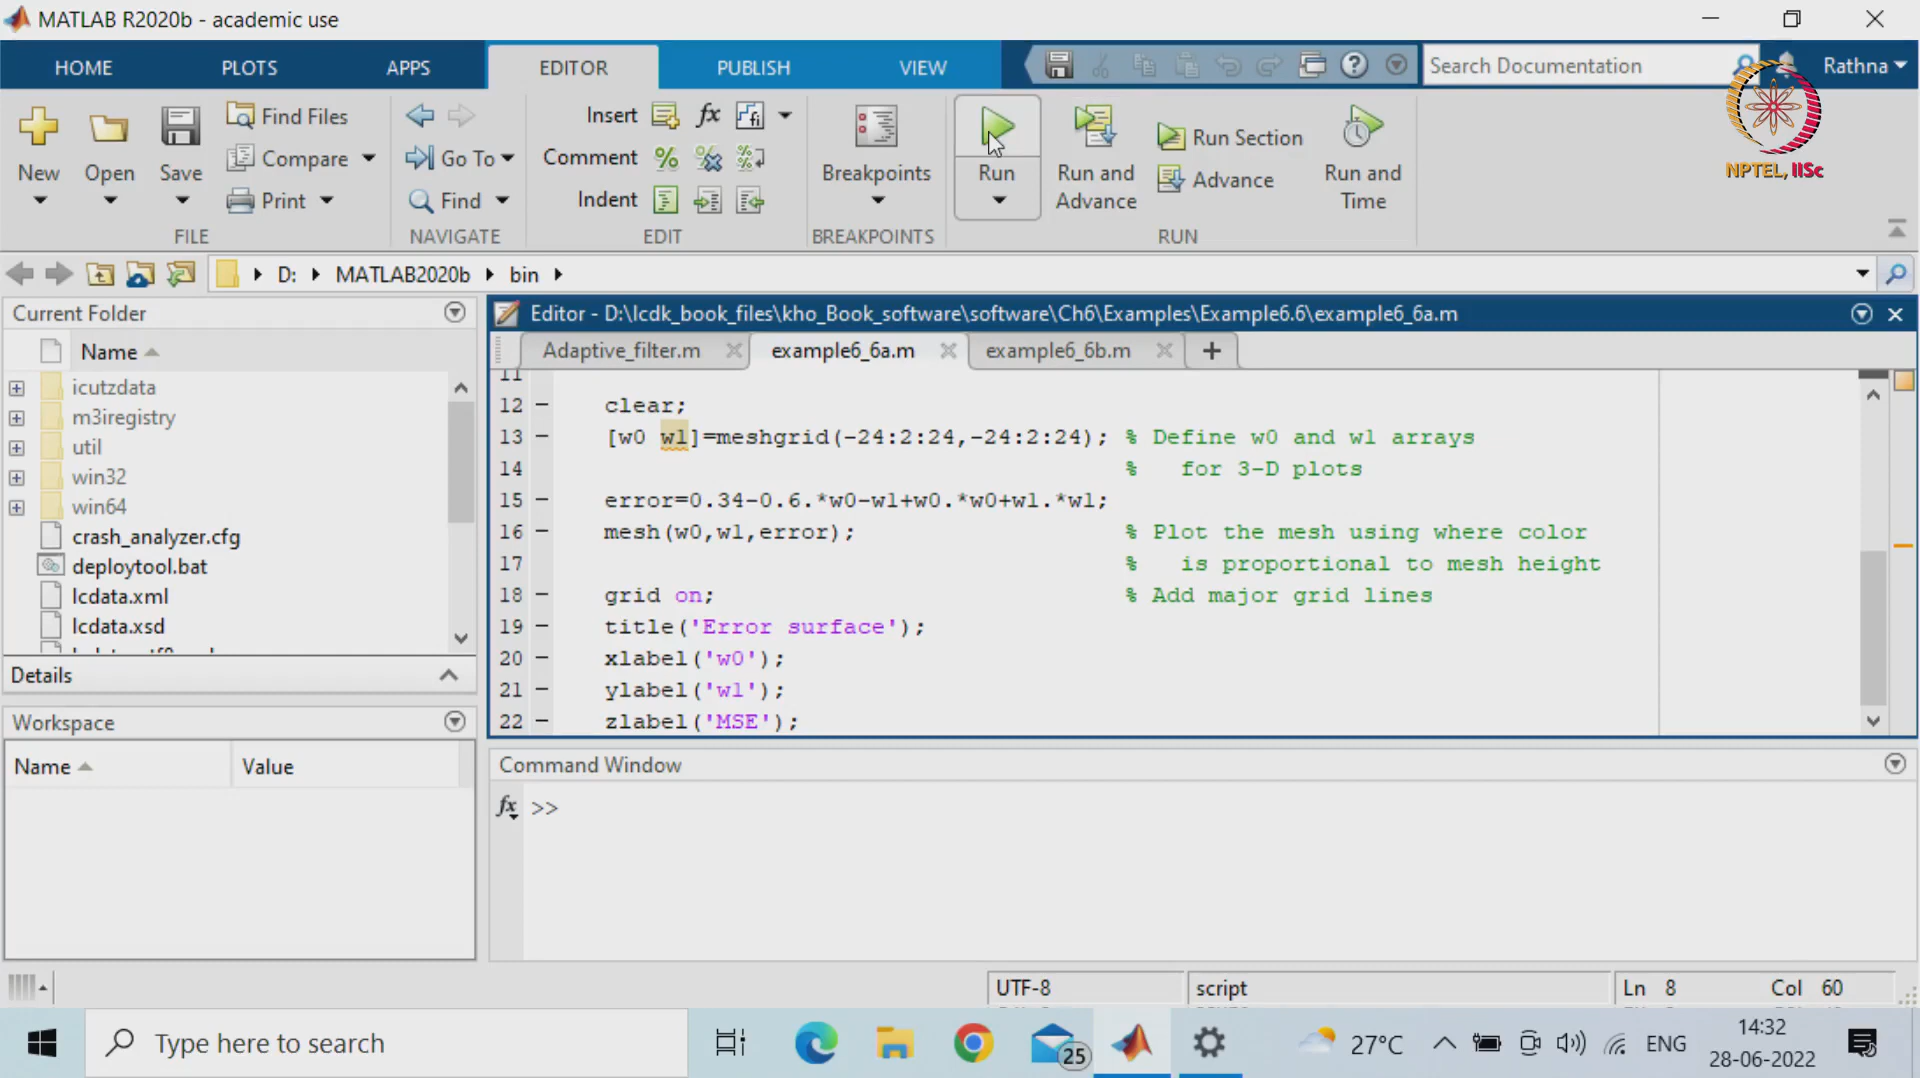 MATLAB R2020b - academic use
HOME PLOTS APPS EDITOR PUBLISH VIEW Search Documentation Rathna
NPTEL, IISc
New Open Save Find Files Compare Print
FILE
Go To Find
NAVIGATE
Insert fx
Comment
Indent
EDIT
Breakpoints
BREAKPOINTS
Run Run and Advance Run Section Advance Run and Time
RUN
D: MATLAB2020b bin
Current Folder
Name
icutzdata
m3iregistry
util
win32
win64
crash_analyzer.cfg
deploytool.bat
lcdata.xml
lcdata.xsd
Details
Workspace
Name Value
Editor - D:\lcdk_book_files\kho_Book_software\software\Ch6\Examples\Example6.6\example6_6a.m
Adaptive_filter.m example6_6a.m example6_6b.m +
11
12 - clear;
13 - [w0 w1]=meshgrid(-24:2:24,-24:2:24); % Define w0 and w1 arrays
14 % for 3-D plots
15 - error=0.34-0.6.*w0-w1+w0.*w0+w1.*w1;
16 - mesh(w0,w1,error); % Plot the mesh using where color
17 % is proportional to mesh height
18 - grid on; % Add major grid lines
19 - title('Error surface');
20 - xlabel('w0');
21 - ylabel('w1');
22 - zlabel('MSE');
Command Window
fx >>
UTF-8 script Ln 8 Col 60
Type here to search 25 27°C ENG 14:32
28-06-2022